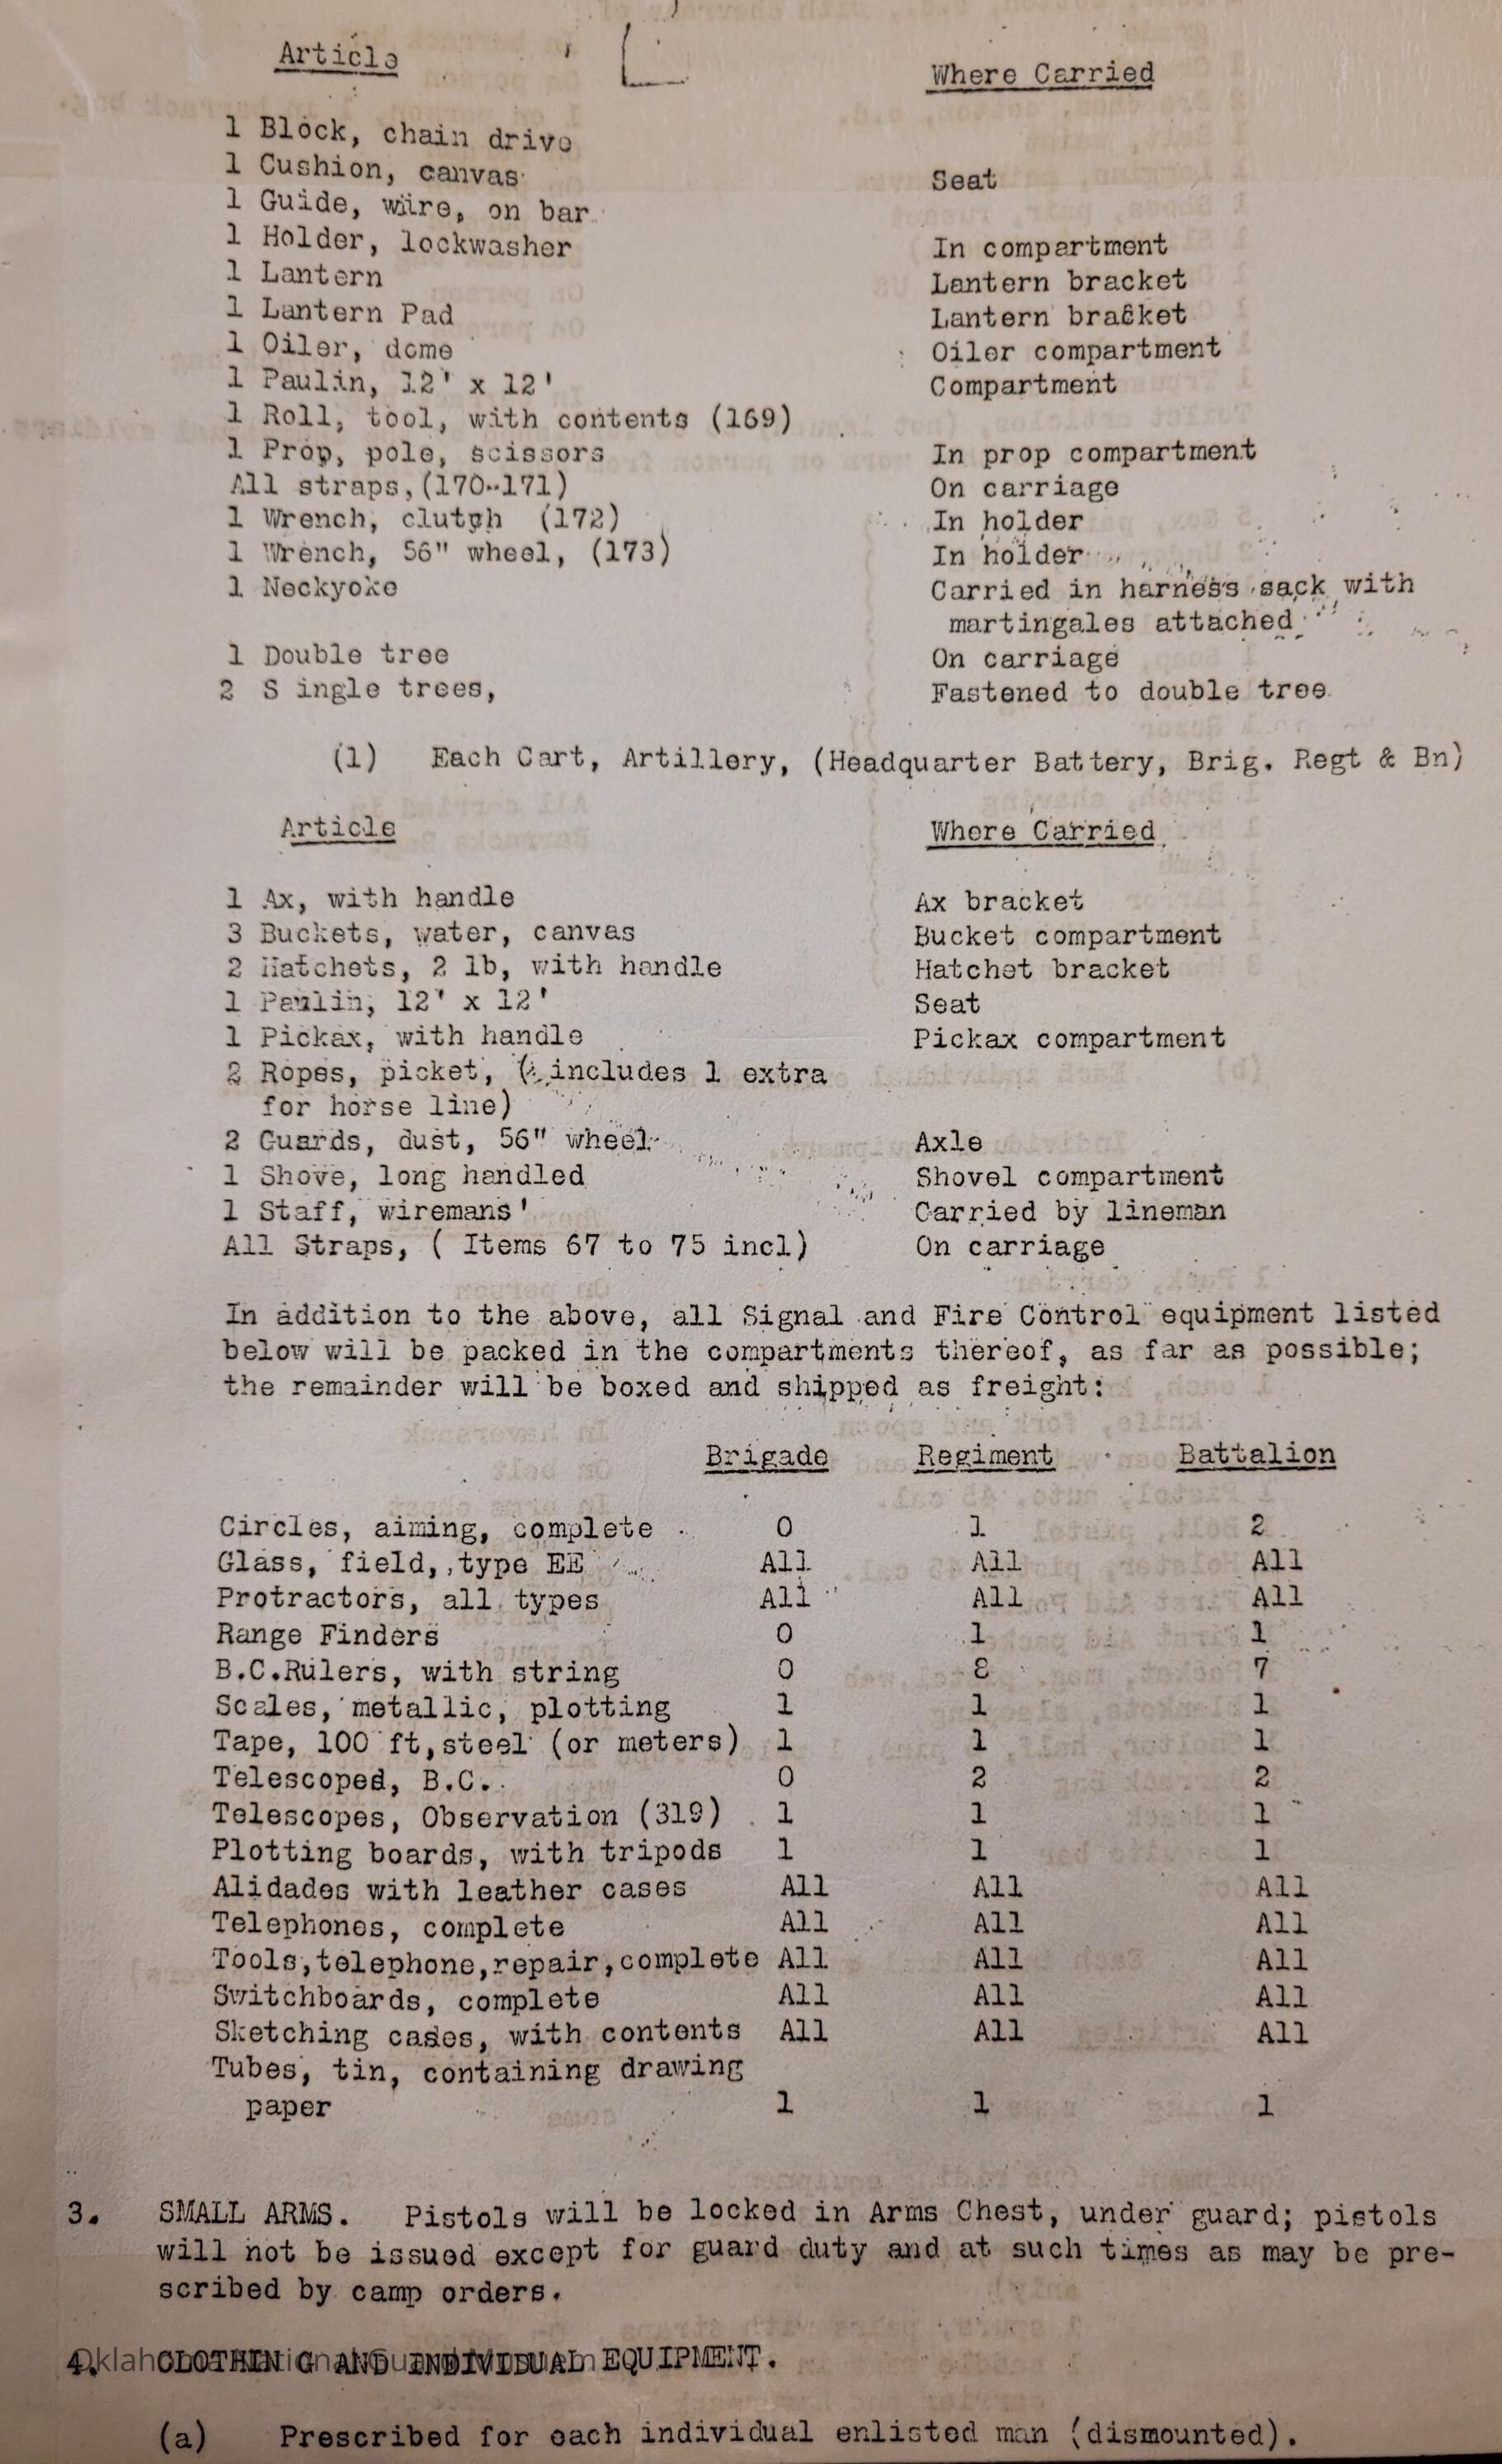 Article Where Carried
1 Block, chain drive
1 Cushion, canvas Seat
1 Guide, wiire, on bar
1 Holder, lockwasher In compartment
1 Lantern Lantern bracket
1 Lantern Pad Lantern bracket
1 Oiler, dome Oiler compartment
1 Paulin, 12' x 12' Compartment
1 Roll, tool, with contents (169)
1 Prop, pole, scissors In prop compartment
All straps, (170-171) On carriage
1 Wrench, clutch (172) In holder
1 Wrench, 56" wheel, (173) In holder
1 Neckyoke Carried in harness sack with
martingales attached
1 Double tree On carriage
2 S ingle trees, Fastened to double tree
(1) Each Cart, Artillery, (Headquarter Battery, Brig. Regt & Bn)
Article Where Carried
1 Ax, with handle Ax bracket
3 Buckets, water, canvas Bucket compartment
2 Hatchets, 2 lb, with handle Hatchet bracket
1 Paulin, 12' x 12' Seat
1 Pickax, with handle Pickax compartment
2 Ropes, picket, ( includes 1 extra
for horse line)
2 Guards, dust, 56" wheel Axle
1 Shove, long handled Shovel compartment
1 Staff, wiremans' Carried by lineman
All Straps, ( Items 67 to 75 incl) On carriage
In addition to the above, all Signal and Fire Control equipment listed
below will be packed in the compartments thereof, as far as possible;
the remainder will be boxed and shipped as freight:
Brigade Regiment Battalion
Circles, aiming, complete 0 1 2
Glass, field, type EE All All All
Protractors, all types All All All
Range Finders 0 1 1
B.C.Rulers, with string 0 8 7
Scales, metallic, plotting 1 1 1
Tape, 100 ft,steel (or meters) 1 1 1
Telescoped, B.C. 0 2 2
Telescopes, Observation (319) 1 1 1
Plotting boards, with tripods 1 1 1
Alidades with leather cases All All All
Telephones, complete All All All
Tools,telephone,repair,complete All All All
Switchboards, complete All All All
Sketching cases, with contents All All All
Tubes, tin, containing drawing
paper 1 1 1
3. SMALL ARMS. Pistols will be locked in Arms Chest, under guard; pistols
will not be issued except for guard duty and at such times as may be pre-
scribed by camp orders.
4. CLOTHIN G AND INDIVIDUAL EQUIPMENT.
(a) Prescribed for each individual enlisted man (dismounted).